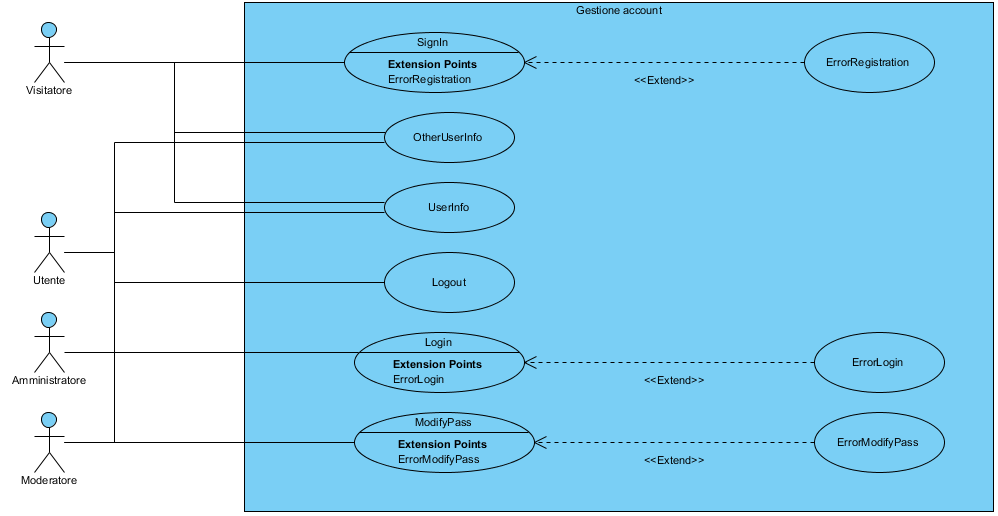 Gestione account
Visitatore
SignIn
Extension Points
ErrorRegistration
<<Extend>>
ErrorRegistration
OtherUserInfo
UserInfo
Utente
Logout
Amministratore
Login
Extension Points
ErrorLogin
<<Extend>>
ErrorLogin
Moderatore
ModifyPass
Extension Points
ErrorModifyPass
<<Extend>>
ErrorModifyPass